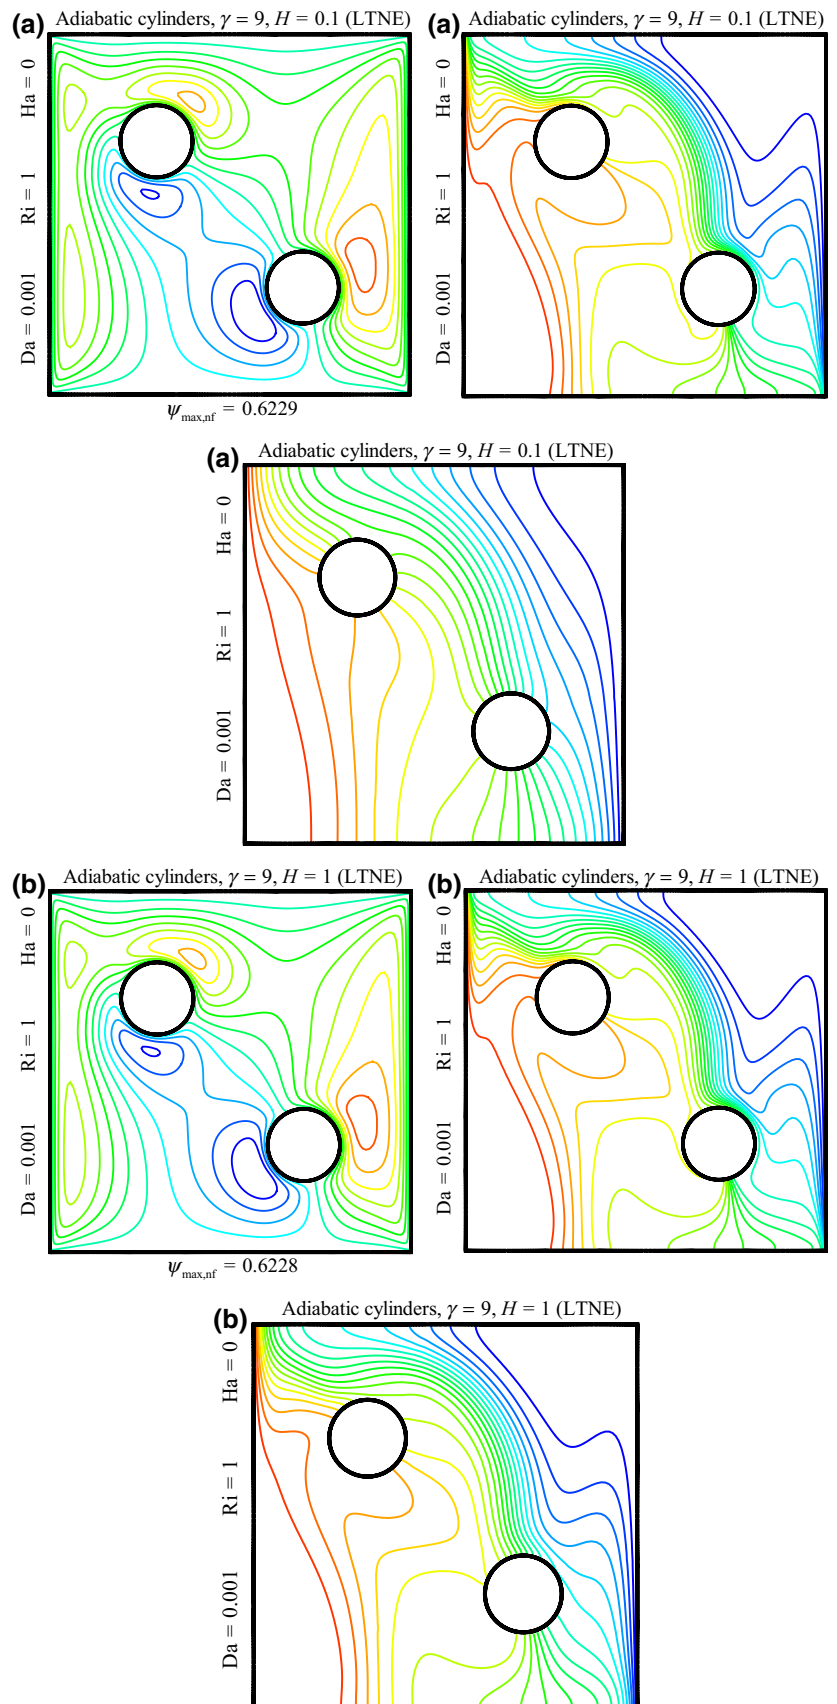 (a) Adiabatic cylinders, γ = 9, H = 0.1 (LTNE)
Da = 0.001 Ri = 1 Ha = 0
ψmax,nf = 0.6229
(a) Adiabatic cylinders, γ = 9, H = 0.1 (LTNE)
Da = 0.001 Ri = 1 Ha = 0
(a) Adiabatic cylinders, γ = 9, H = 0.1 (LTNE)
Da = 0.001 Ri = 1 Ha = 0
(b) Adiabatic cylinders, γ = 9, H = 1 (LTNE)
Da = 0.001 Ri = 1 Ha = 0
ψmax,nf = 0.6228
(b) Adiabatic cylinders, γ = 9, H = 1 (LTNE)
Da = 0.001 Ri = 1 Ha = 0
(b) Adiabatic cylinders, γ = 9, H = 1 (LTNE)
Da = 0.001 Ri = 1 Ha = 0